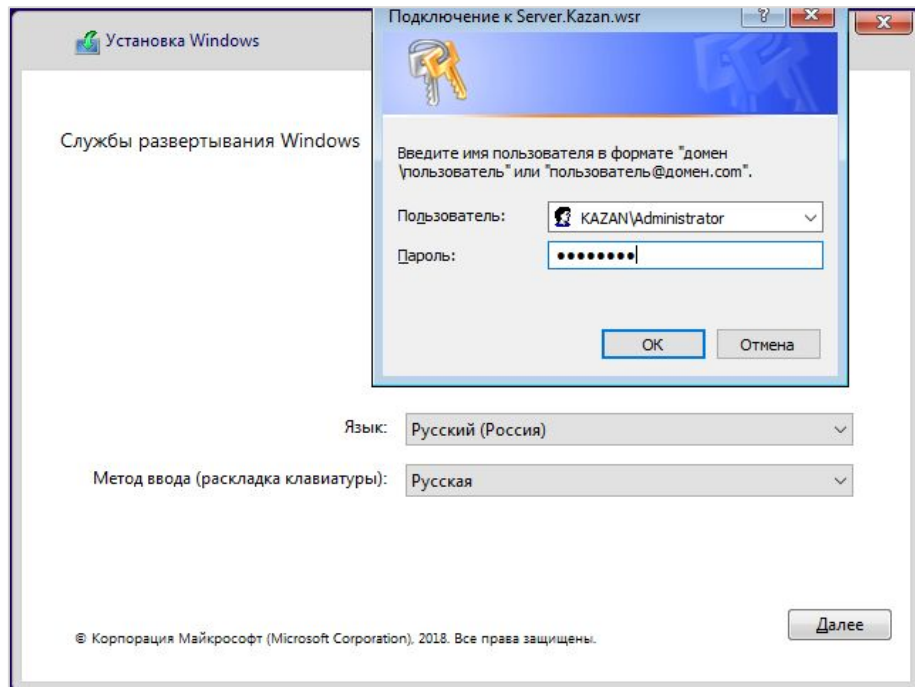 Установка Windows
Подключение к Server.Kazan.wsr
Службы развертывания Windows
Введите имя пользователя в формате "домен
\пользователь" или "пользователь@домен.com".
Пользователь: KAZAN\Administrator
Пароль: ●●●●●●●●
OK Отмена
Язык: Русский (Россия)
Метод ввода (раскладка клавиатуры): Русская
© Корпорация Майкрософт (Microsoft Corporation), 2018. Все права защищены.
Далее